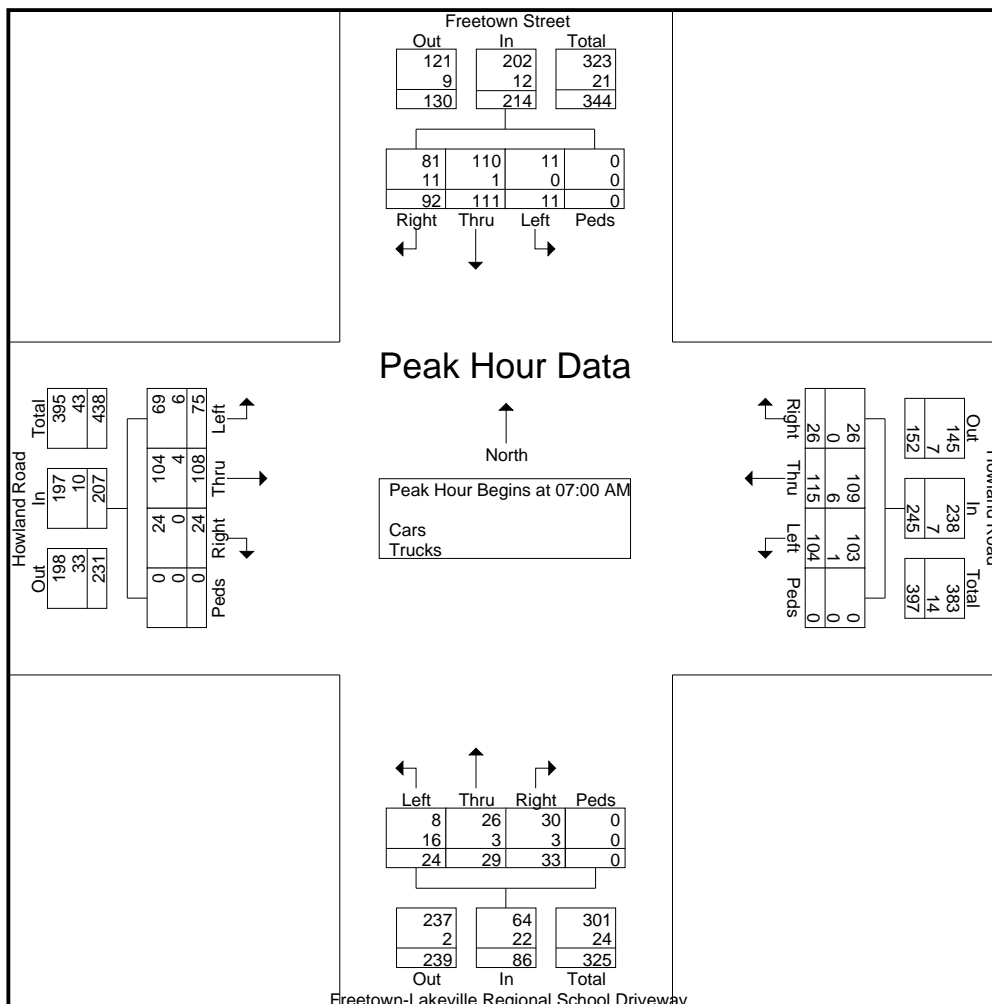 Freetown Street
Out In Total
121 202 323
9 12 21
130 214 344
81 110 11 0
11 1 0 0
92 111 11 0
Right Thru Left Peds
Peak Hour Data
North
Peak Hour Begins at 07:00 AM
Cars
Trucks
Howland Road
Total In Out
395 197 198
43 10 33
438 207 231
69 104 24 0
6 4 0 0
75 108 24 0
Left Thru Right Peds
Right Thru Left Peds
26 115 104 0
0 6 1 0
26 109 103 0
Out In Total
152 245 397
7 7 14
145 238 383
Howland Road
Left Thru Right Peds
8 26 30 0
16 3 3 0
24 29 33 0
237 64 301
2 22 24
239 86 325
Out In Total
Freetown-Lakeville Regional School Driveway